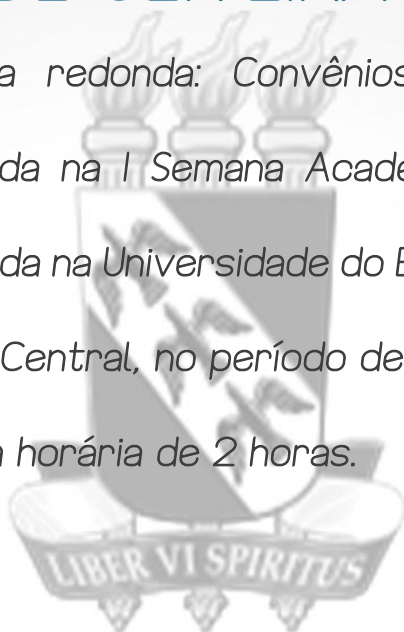 a redonda: Convênios
da na I Semana Acad
da na Universidade do
Central, no período de
horária de 2 horas.
LIBER VI SPIRITUS